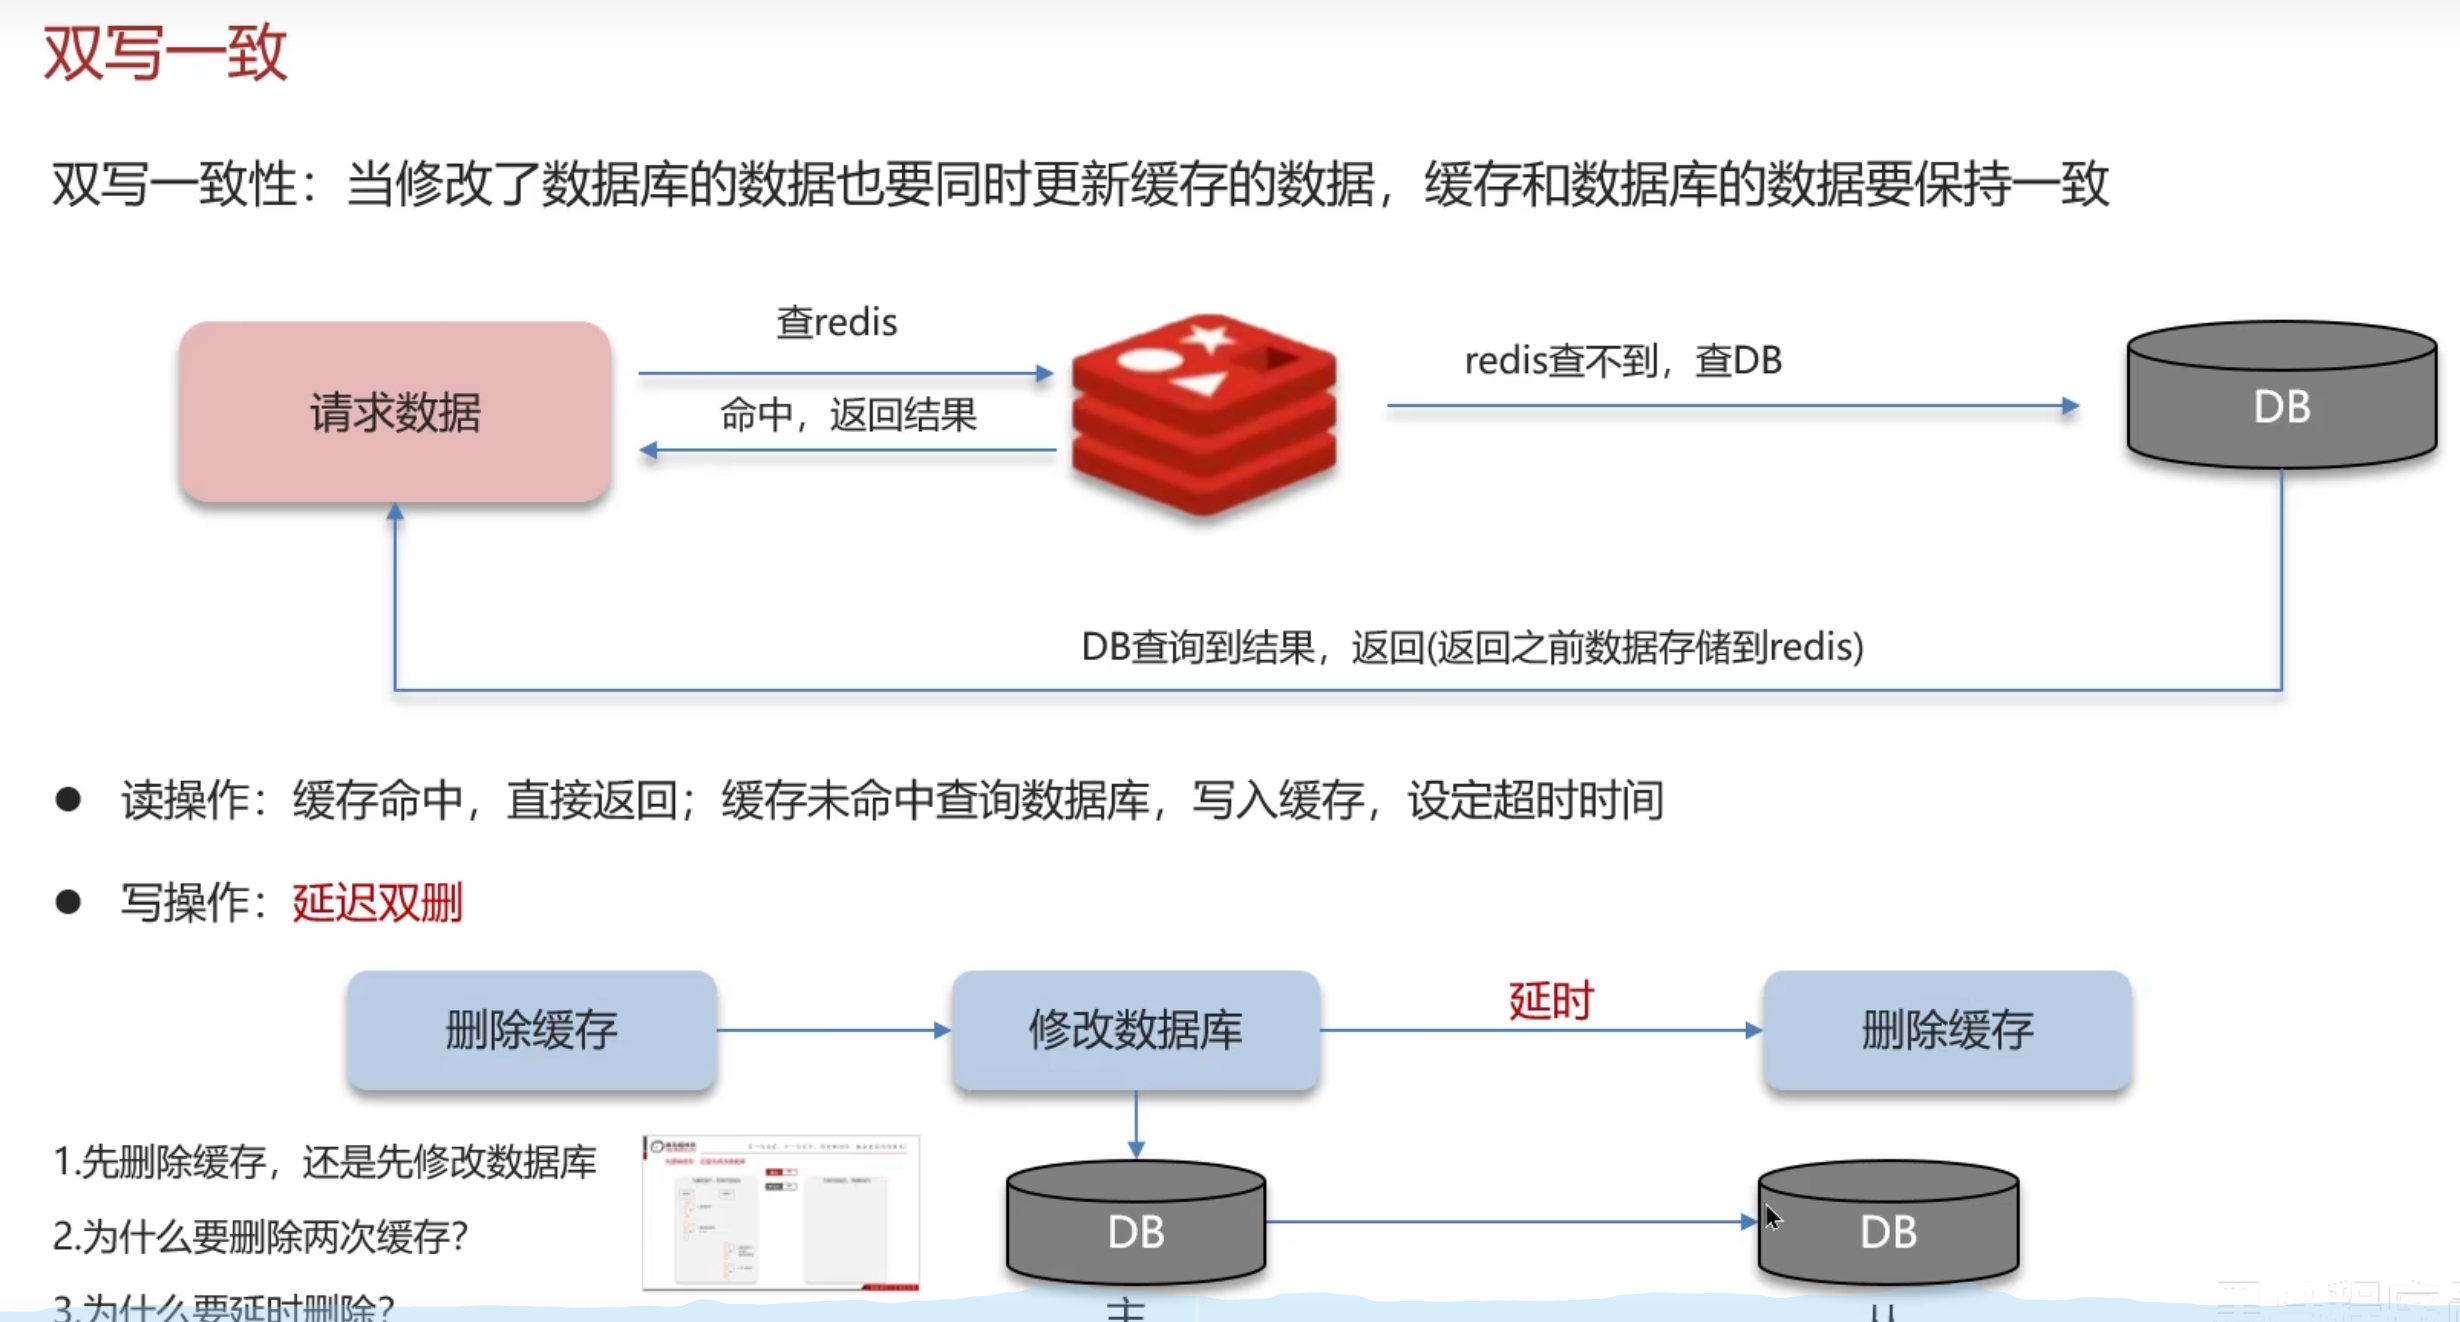 双写一致
双写一致性：当修改了数据库的数据也要同时更新缓存的数据，缓存和数据库的数据要保持一致
查redis
redis查不到，查DB
请求数据
命中，返回结果
DB
DB查询到结果，返回(返回之前数据存储到redis)
读操作：缓存命中，直接返回；缓存未命中查询数据库，写入缓存，设定超时时间
写操作：延迟双删
删除缓存
修改数据库
延时
删除缓存
1.先删除缓存，还是先修改数据库
2.为什么要删除两次缓存？
3.为什么要延时删除？
DB
DB
主